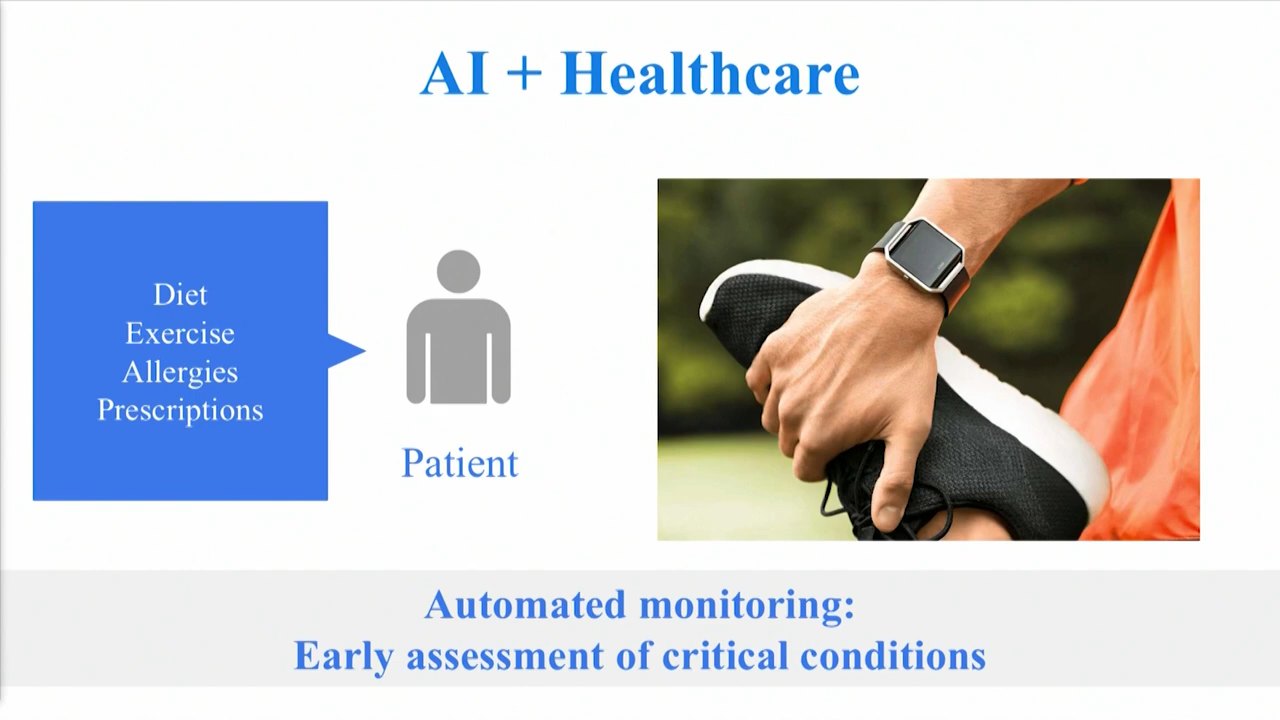 AI + Healthcare
Diet
Exercise
Allergies
Prescriptions
Patient
Automated monitoring:
Early assessment of critical conditions